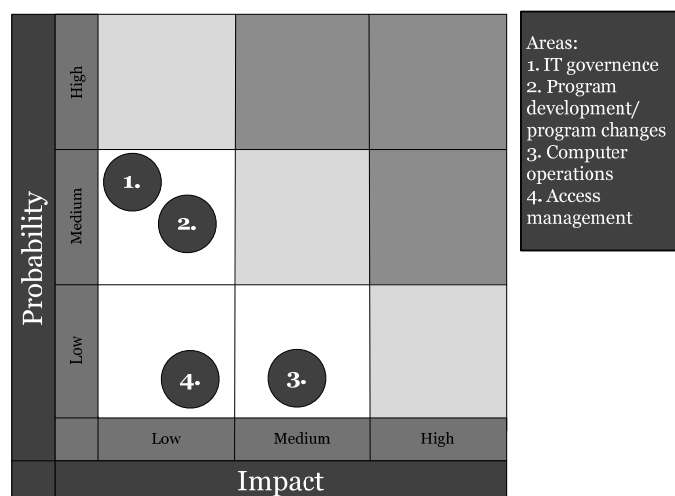 Probability
High
Medium
Low
1.
2.
4.
3.
Low
Medium
High
Impact
Areas:
1. IT governence
2. Program
development/
program changes
3. Computer
operations
4. Access
management